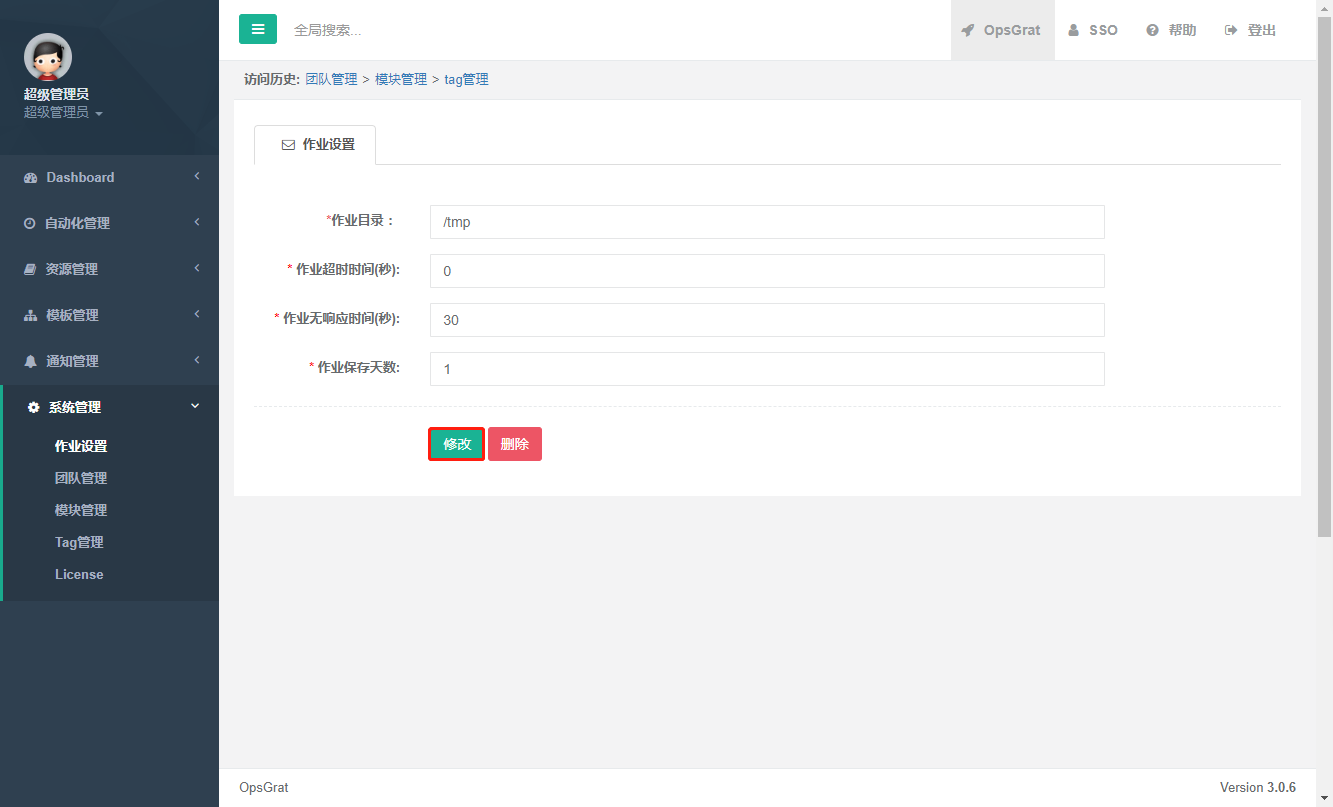 超级管理员
超级管理员
Dashboard
自动化管理
资源管理
模板管理
通知管理
系统管理
作业设置
团队管理
模块管理
Tag管理
License
全局搜索...
OpsGrat
SSO
帮助
登出
访问历史: 团队管理 > 模块管理 > tag管理
作业设置
*作业目录： /tmp
* 作业超时时间(秒): 0
* 作业无响应时间(秒): 30
* 作业保存天数: 1
修改 删除
OpsGrat Version 3.0.6